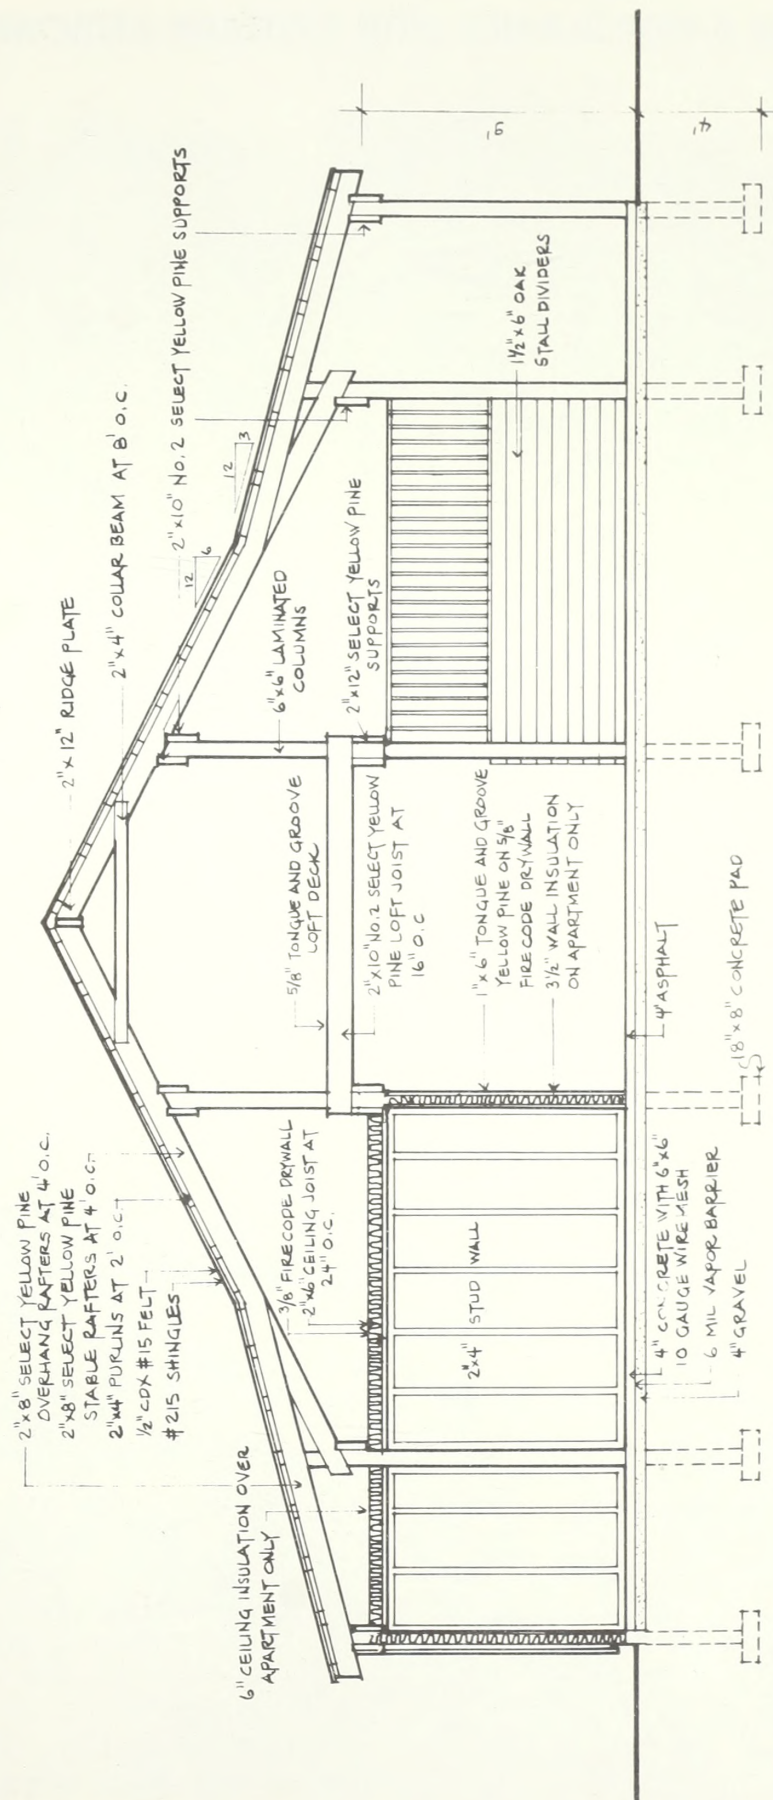 2"x8" SELECT YELLOW PINE
OVERHANG RAFTERS AT 4' O.C.
2"x8" SELECT YELLOW PINE
STABLE RAFTERS AT 4' O.C.
2"x4" PURLINS AT 2' O.C.
1/2" CDX #15 FELT
#215 SHINGLES
6" CEILING INSULATION OVER
APARTMENT ONLY
3/8" FIRECODE DRYWALL
2"x6" CEILING JOIST AT
24" O.C.
2"x4" STUD WALL
2"x12" RIDGE PLATE
2"x4" COLLAR BEAM AT 8' O.C.
2"x10" NO.2 SELECT YELLOW PINE SUPPORTS
12
6
12
3
6"x6" LAMINATED
COLUMNS
2"x12" SELECT YELLOW PINE
SUPPORTS
5/8" TONGUE AND GROOVE
LOFT DECK
2"x10" NO.2 SELECT YELLOW
PINE LOFT JOIST AT
16" O.C
1"x6" TONGUE AND GROOVE
YELLOW PINE ON 5/8"
FIRECODE DRYWALL
3 1/2" WALL INSULATION
ON APARTMENT ONLY
1 1/2"x6" OAK
STALL DIVIDERS
9'
4'
4" ASPHALT
18"x8" CONCRETE PAD
4" CONCRETE WITH 6"x6"
10 GAUGE WIRE MESH
6 MIL VAPOR BARRIER
4" GRAVEL